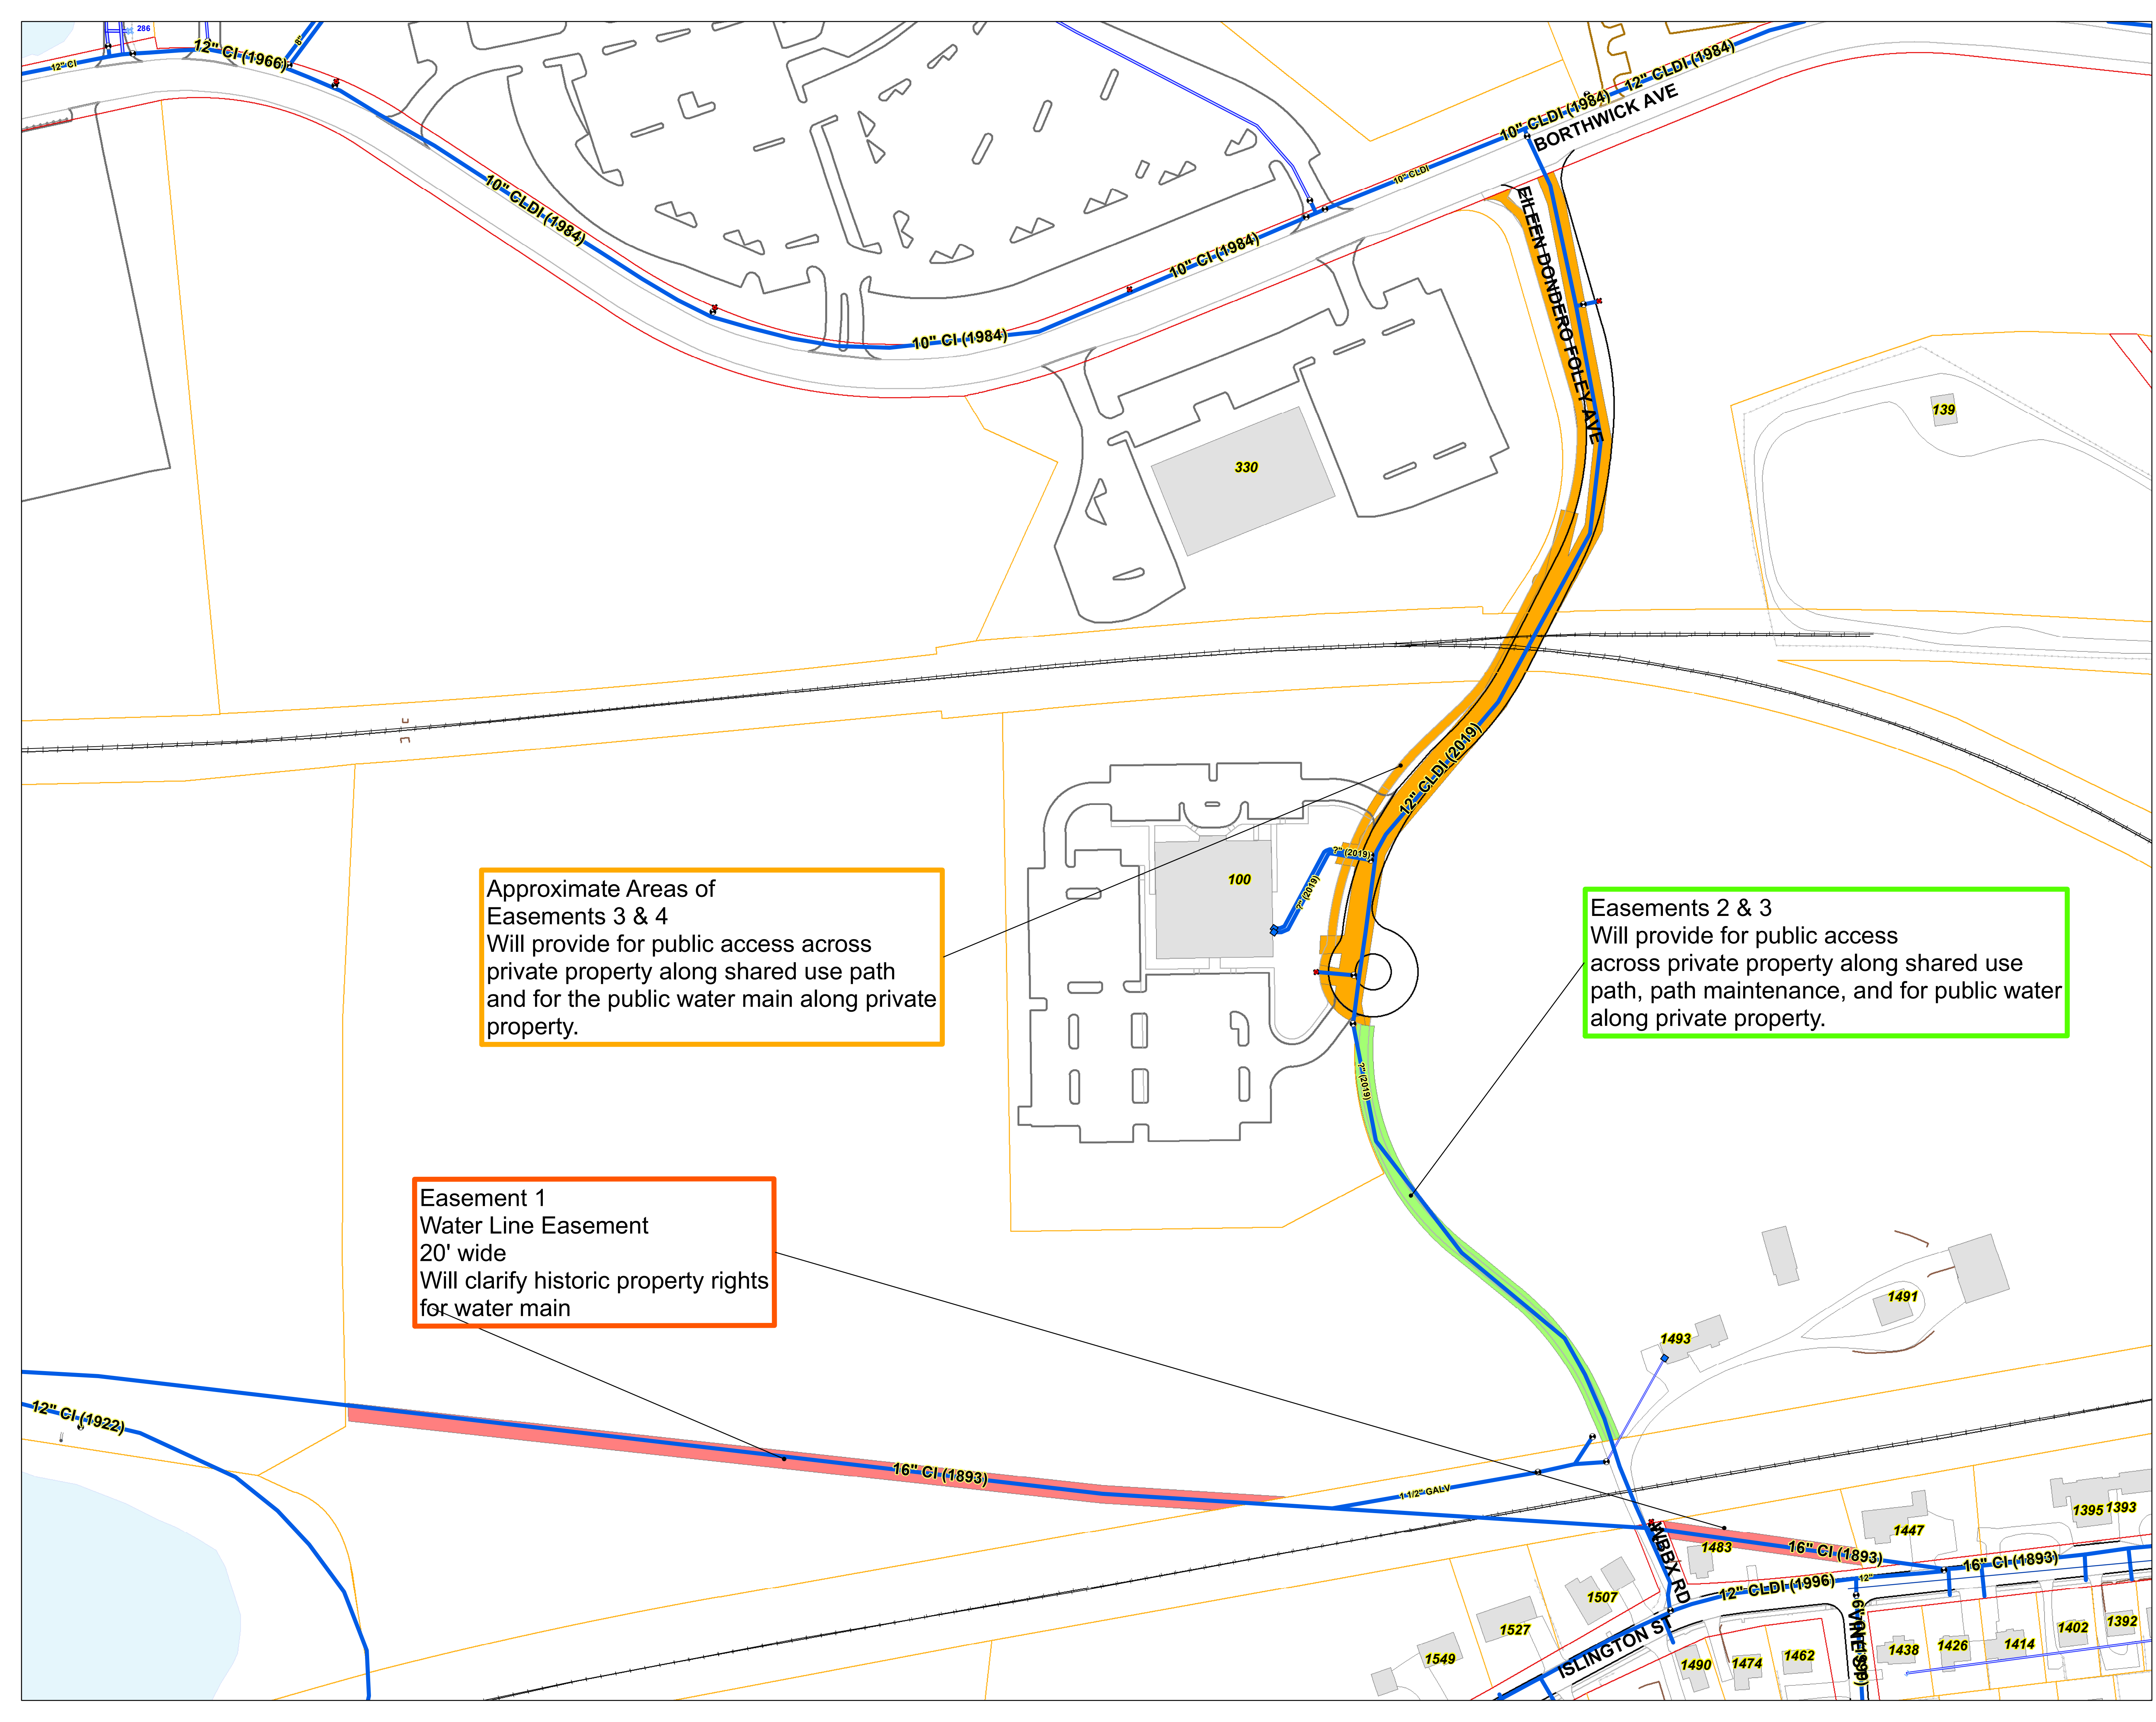 286
12" CI
12" CI (1966)
8"
12" CLDI (1984)
10" CLDI (1984)
BORTHWICK AVE
10" CLDI
10" CLDI (1984)
10" CI (1984)
10" CI (1984)
EILEEN DONDERO FOLEY AVE
139
330
12" CLDI (2019)
?" (2019)
?" (2019)
100
Approximate Areas of
Easements 3 & 4
Will provide for public access across
private property along shared use path
and for the public water main along private
property.
Easements 2 & 3
Will provide for public access
across private property along shared use
path, path maintenance, and for public water
along private property.
?" (2019)
Easement 1
Water Line Easement
20' wide
Will clarify historic property rights
for water main
1491
1493
12" CI (1922)
16" CI (1893)
1 1/2" GALV
1447
1395
1393
1483
16" CI (1893)
16" CI (1893)
RD
12" CLDI (1996)
12"
1507
1527
1549
ISLINGTON ST
1490
1474
1462
1438
1426
1414
1402
1392